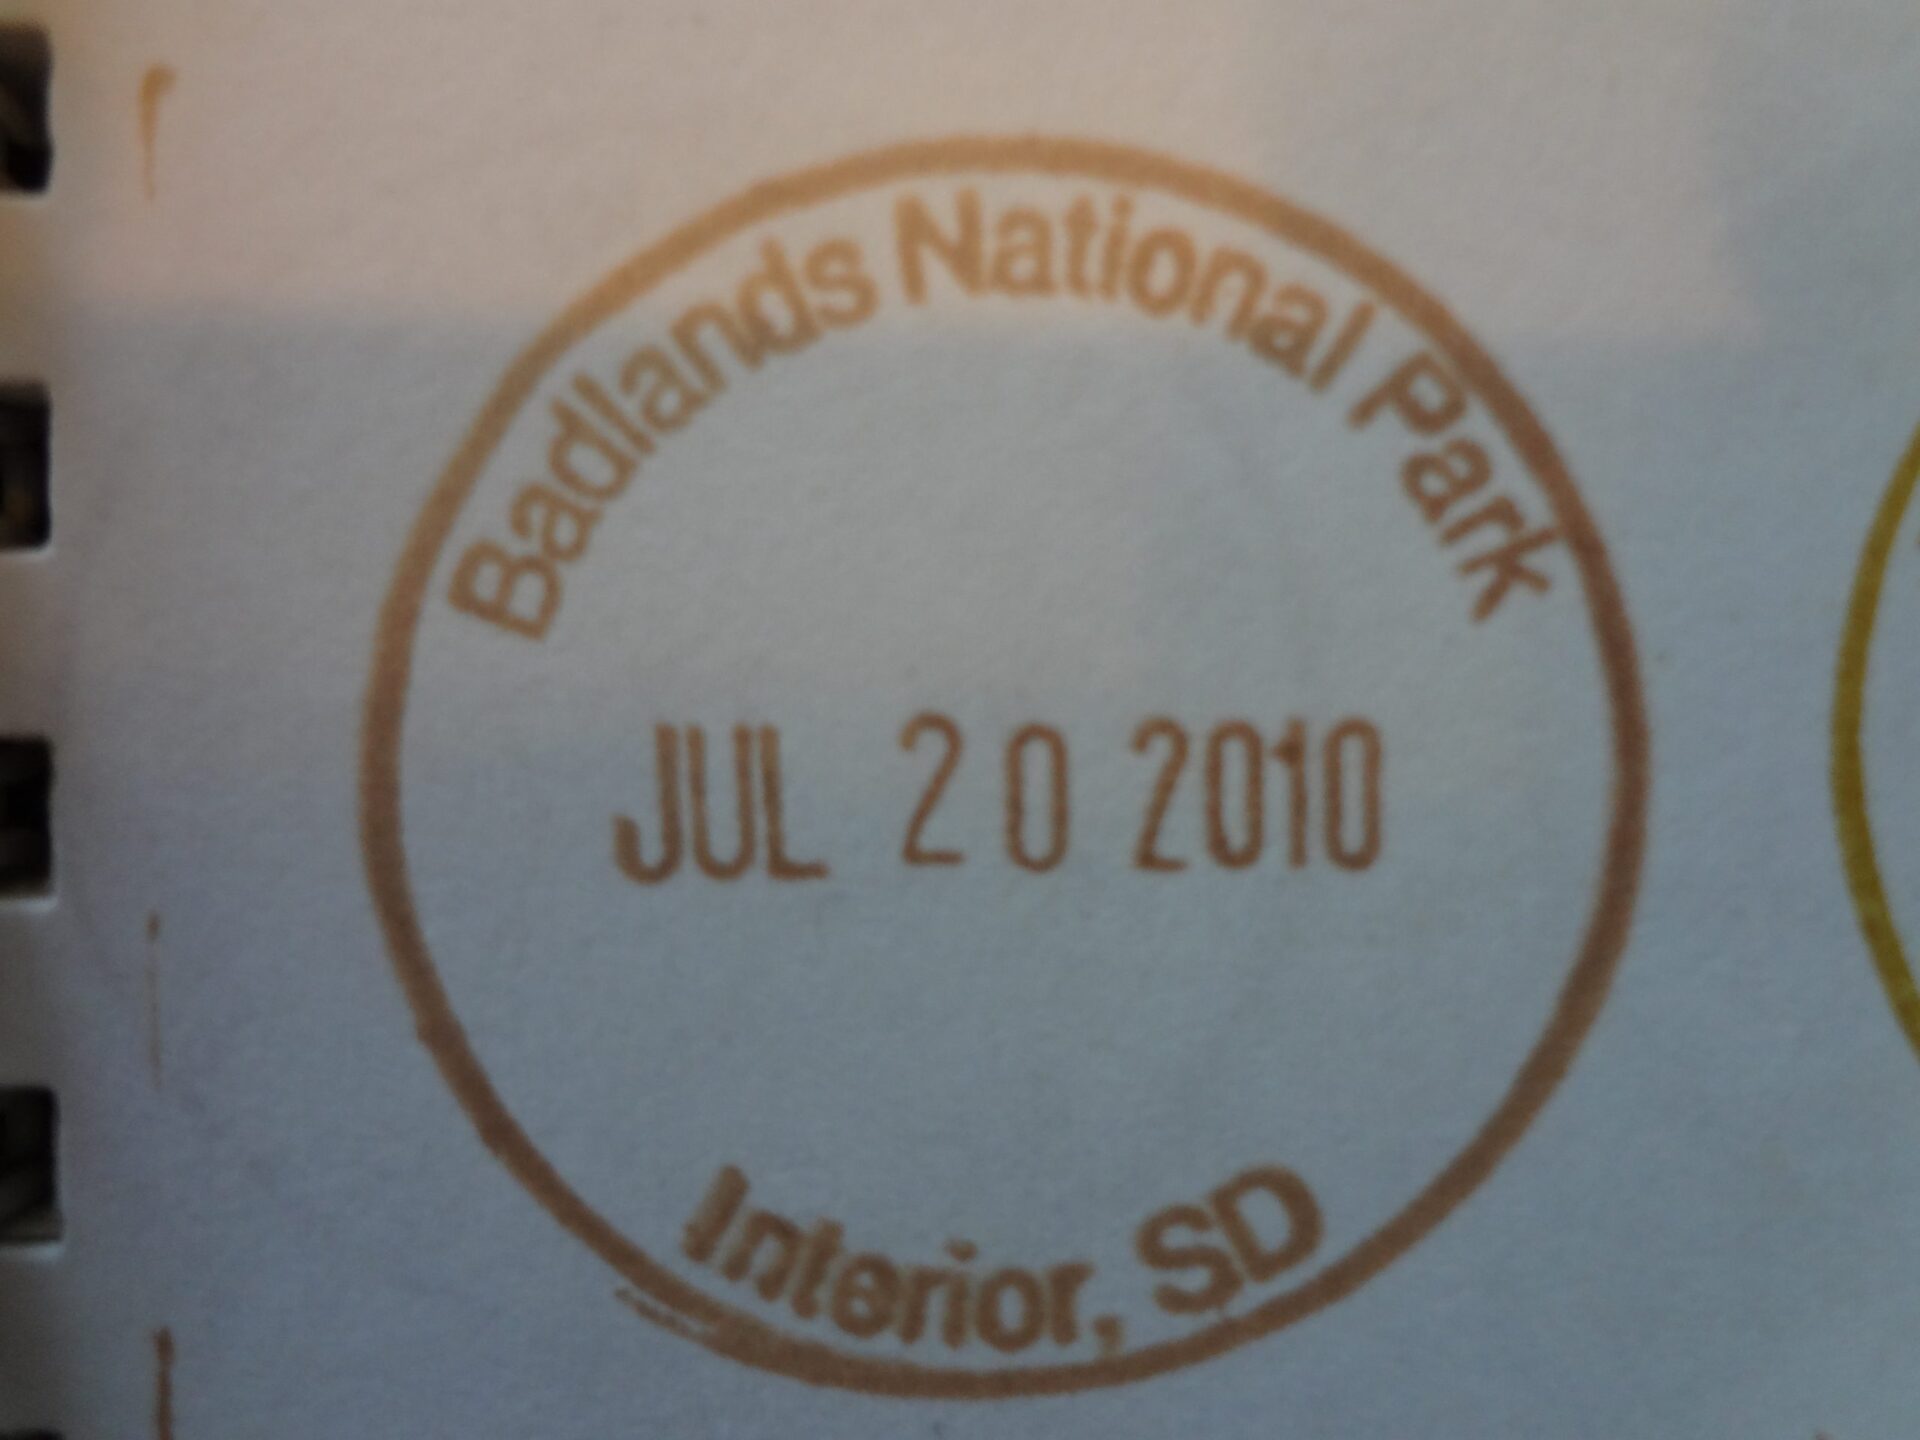 Badlands National Park
JUL 20 2010
Interior, SD